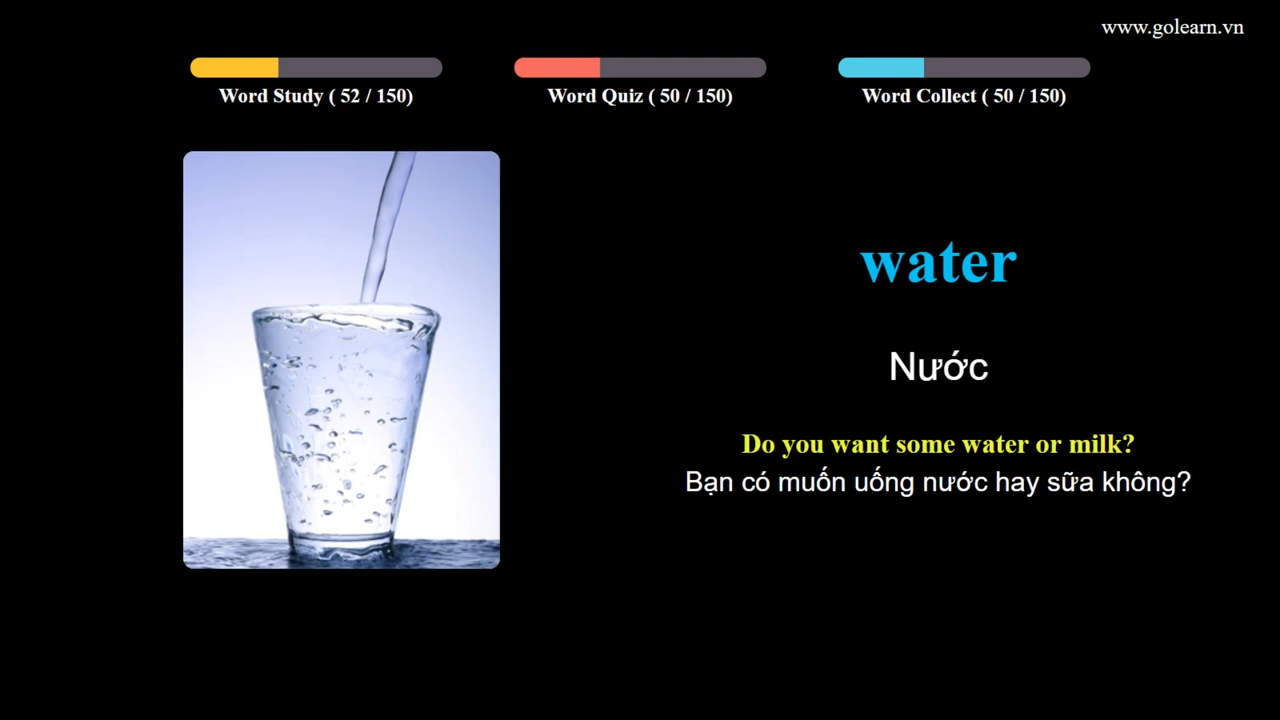 www.golearn.vn
Word Study ( 52 / 150)
Word Quiz ( 50 / 150)
Word Collect ( 50 / 150)
water
Nước
Do you want some water or milk?
Bạn có muốn uống nước hay sữa không?